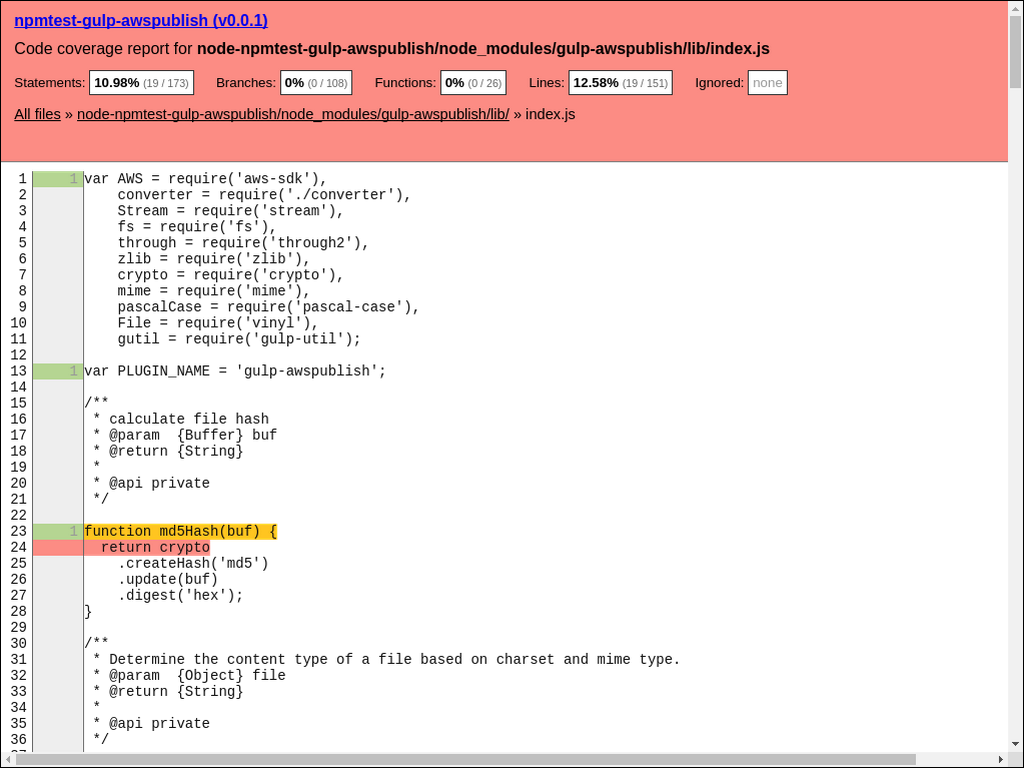 npmtest-gulp-awspublish (v0.0.1)
Code coverage report for node-npmtest-gulp-awspublish/node_modules/gulp-awspublish/lib/index.js
Statements: 10.98% (19 / 173) Branches: 0% (0 / 108) Functions: 0% (0 / 26) Lines: 12.58% (19 / 151) Ignored: none
All files » node-npmtest-gulp-awspublish/node_modules/gulp-awspublish/lib/ » index.js
1 1 var AWS = require('aws-sdk'),
2     converter = require('./converter'),
3     Stream = require('stream'),
4     fs = require('fs'),
5     through = require('through2'),
6     zlib = require('zlib'),
7     crypto = require('crypto'),
8     mime = require('mime'),
9     pascalCase = require('pascal-case'),
10     File = require('vinyl'),
11     gutil = require('gulp-util');
12
13 1 var PLUGIN_NAME = 'gulp-awspublish';
14
15 /**
16  * calculate file hash
17  * @param  {Buffer} buf
18  * @return {String}
19  *
20  * @api private
21  */
22
23 1 function md5Hash(buf) {
24   return crypto
25     .createHash('md5')
26     .update(buf)
27     .digest('hex');
28 }
29
30 /**
31  * Determine the content type of a file based on charset and mime type.
32  * @param  {Object} file
33  * @return {String}
34  *
35  * @api private
36  */